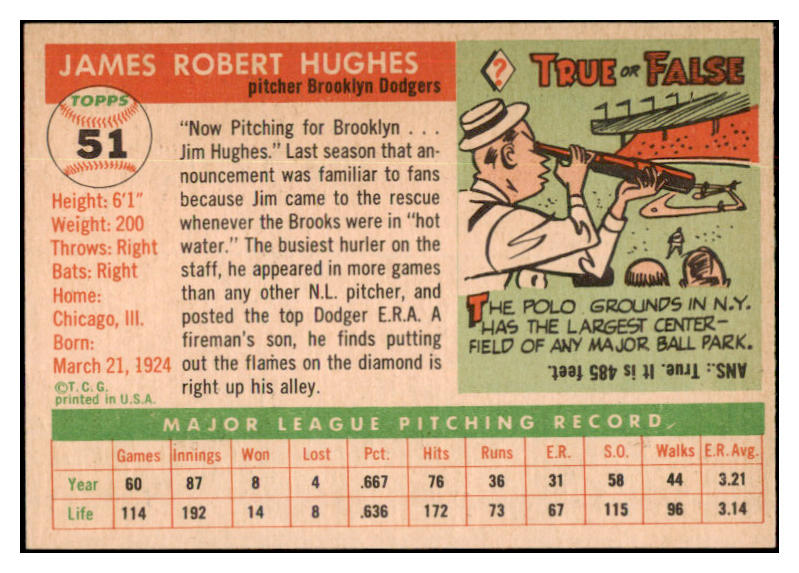 JAMES ROBERT HUGHES
pitcher Brooklyn Dodgers
TOPPS
51
Height: 6'1"
Weight: 200
Throws: Right
Bats: Right
Home:
Chicago, Ill.
Born:
March 21, 1924
©T.C.G.
printed in U.S.A.
"Now Pitching for Brooklyn . . .
Jim Hughes." Last season that an-
nouncement was familiar to fans
because Jim came to the rescue
whenever the Brooks were in "hot
water." The busiest hurler on the
staff, he appeared in more games
than any other N.L. pitcher, and
posted the top Dodger E.R.A. A
fireman's son, he finds putting
out the flames on the diamond is
right up his alley.
?
TRUE OR FALSE
THE POLO GROUNDS IN N.Y.
HAS THE LARGEST CENTER-
FIELD OF ANY MAJOR BALL PARK.
ANS.: True. It is 485 feet.
MAJOR LEAGUE PITCHING RECORD
Games Innings Won Lost Pct. Hits Runs E.R. S.O. Walks E.R. Avg.
Year 60 87 8 4 .667 76 36 31 58 44 3.21
Life 114 192 14 8 .636 172 73 67 115 96 3.14